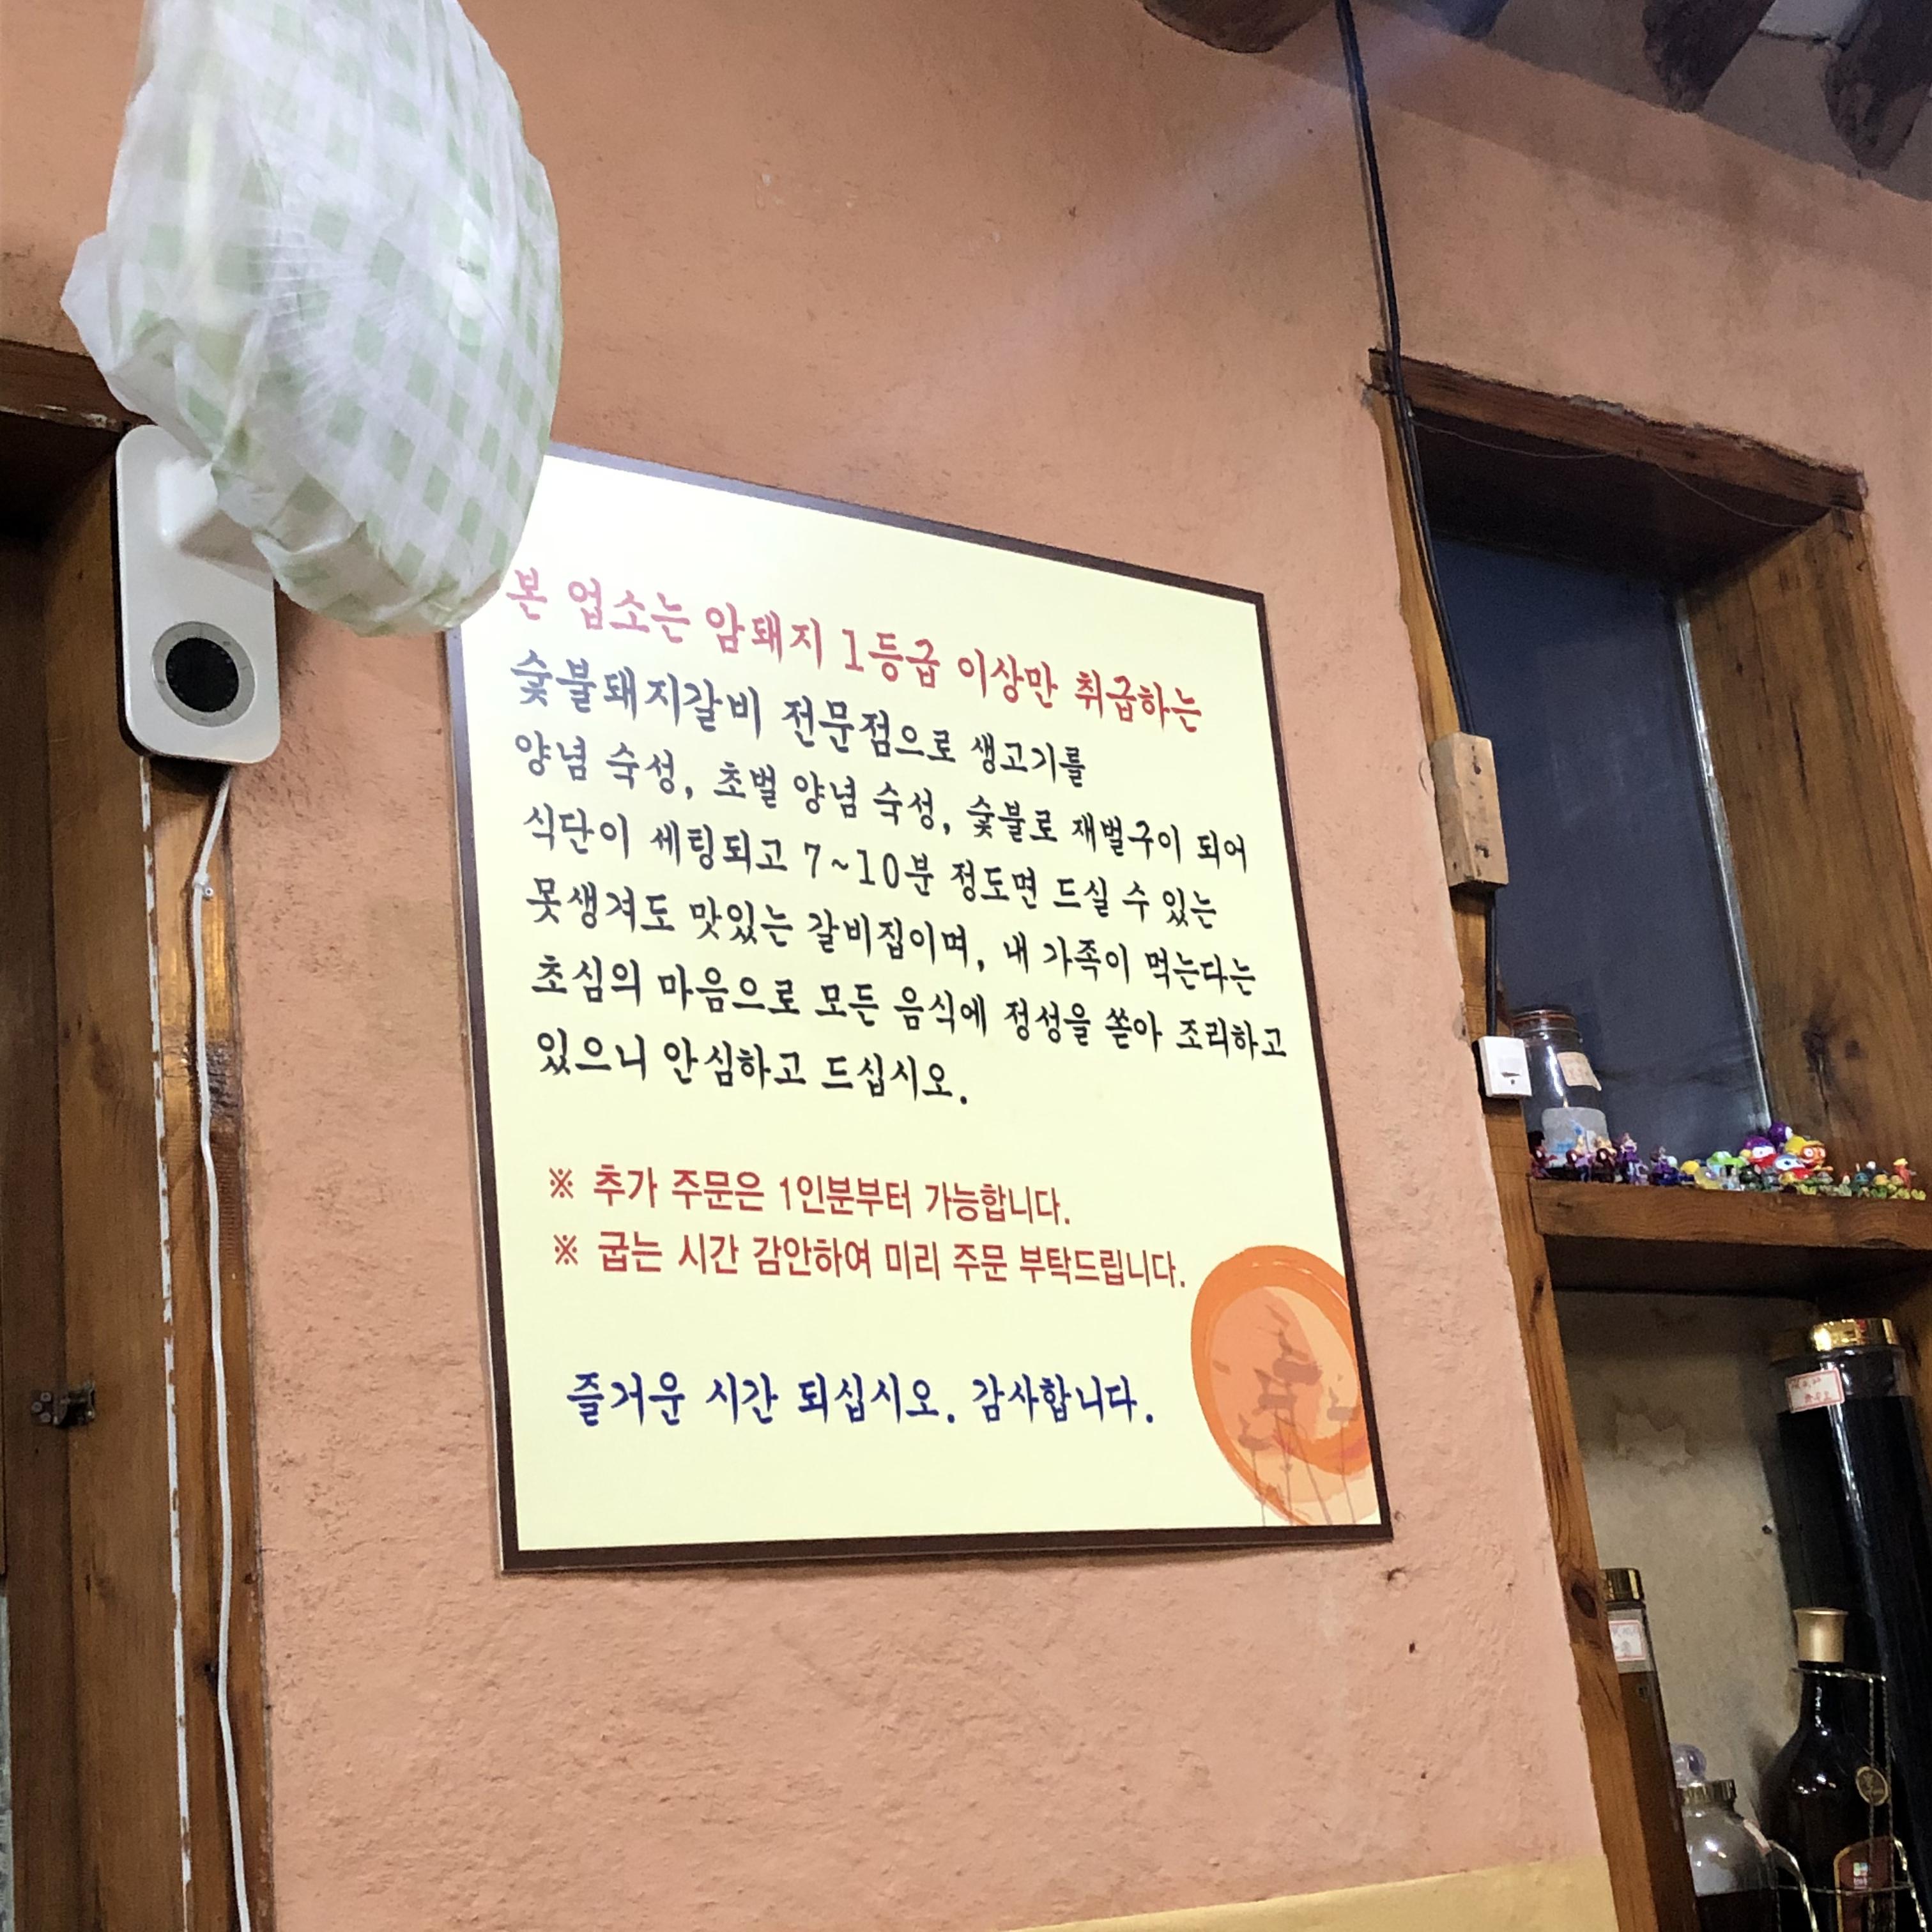 본 업소는 암돼지 1등급 이상만 취급하는
숯불돼지갈비 전문점으로 생고기를
양념 숙성, 초벌 양념 숙성, 숯불로 재벌구이 되어
식단이 세팅되고 7~10분 정도면 드실 수 있는
못생겨도 맛있는 갈비집이며, 내 가족이 먹는다는
초심의 마음으로 모든 음식에 정성을 쏟아 조리하고
있으니 안심하고 드십시오.
※ 추가 주문은 1인분부터 가능합니다.
※ 굽는 시간 감안하여 미리 주문 부탁드립니다.
즐거운 시간 되십시오. 감사합니다.